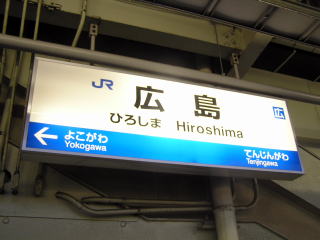 JR
広島
広
ひろしま Hiroshima
よこがわ
Yokogawa
てんじんがわ
Tenjingawa